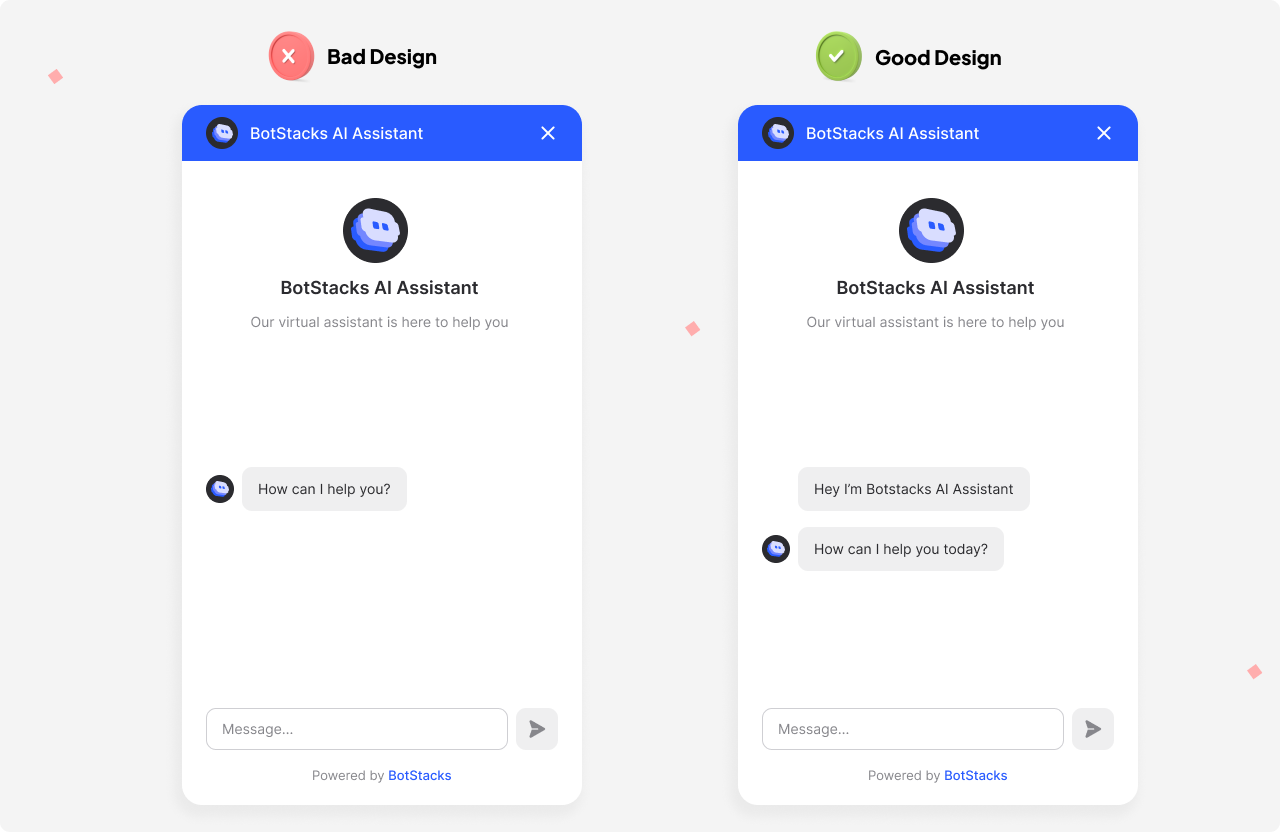 Bad Design
BotStacks AI Assistant
BotStacks AI Assistant
Our virtual assistant is here to help you
How can I help you?
Message...
Powered by BotStacks
Good Design
BotStacks AI Assistant
BotStacks AI Assistant
Our virtual assistant is here to help you
Hey I’m Botstacks AI Assistant
How can I help you today?
Message...
Powered by BotStacks